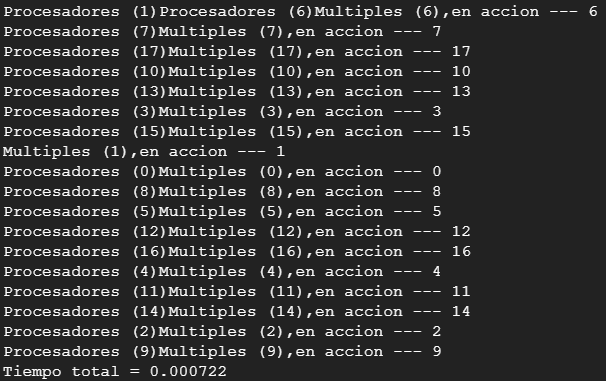 Procesadores (1)Procesadores (6)Multiples (6),en accion --- 6
Procesadores (7)Multiples (7),en accion --- 7
Procesadores (17)Multiples (17),en accion --- 17
Procesadores (10)Multiples (10),en accion --- 10
Procesadores (13)Multiples (13),en accion --- 13
Procesadores (3)Multiples (3),en accion --- 3
Procesadores (15)Multiples (15),en accion --- 15
Multiples (1),en accion --- 1
Procesadores (0)Multiples (0),en accion --- 0
Procesadores (8)Multiples (8),en accion --- 8
Procesadores (5)Multiples (5),en accion --- 5
Procesadores (12)Multiples (12),en accion --- 12
Procesadores (16)Multiples (16),en accion --- 16
Procesadores (4)Multiples (4),en accion --- 4
Procesadores (11)Multiples (11),en accion --- 11
Procesadores (14)Multiples (14),en accion --- 14
Procesadores (2)Multiples (2),en accion --- 2
Procesadores (9)Multiples (9),en accion --- 9
Tiempo total = 0.000722